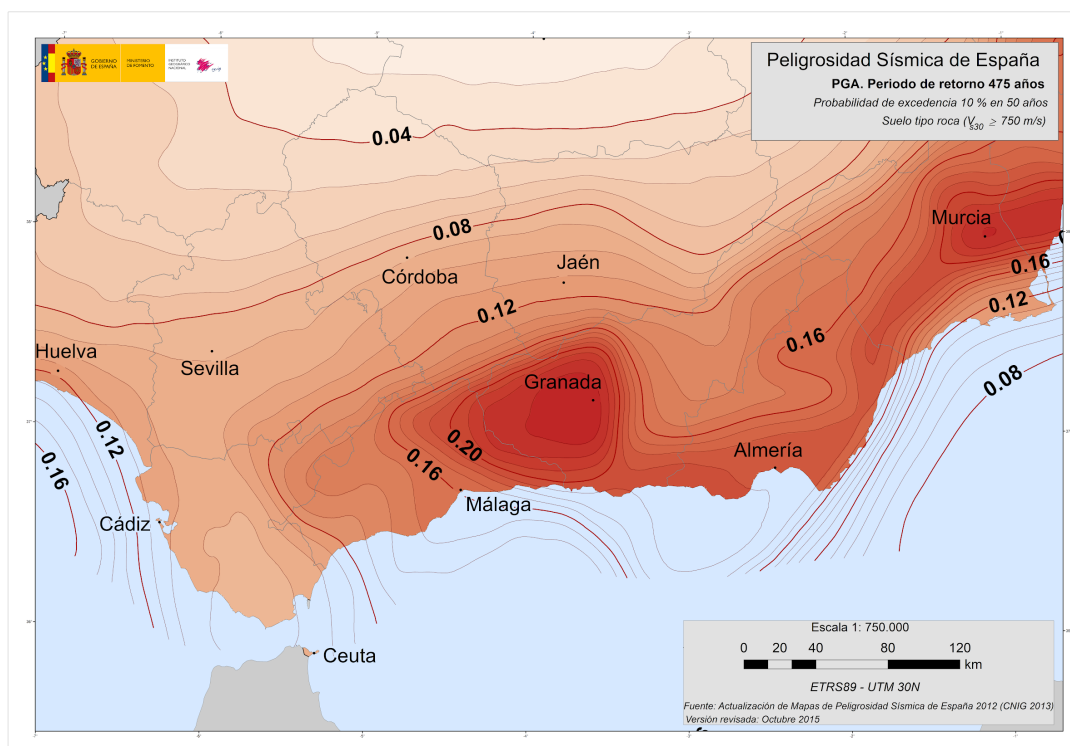 GOBIERNO
DE ESPAÑA
MINISTERIO
DE FOMENTO
INSTITUTO
GEOGRÁFICO
NACIONAL
Peligrosidad Sísmica de España
PGA. Periodo de retorno 475 años
Probabilidad de excedencia 10 % en 50 años
Suelo tipo roca (Vs30 ≥ 750 m/s)
0.04
Murcia
0.08
Córdoba
Jaén
0.16
0.12
0.12
0.16
Huelva
Sevilla
Granada
0.08
0.12
0.20
0.16
0.16
Almería
Málaga
Cádiz
Ceuta
Escala 1: 750.000
0 20 40 80 120
km
ETRS89 - UTM 30N
Fuente: Actualización de Mapas de Peligrosidad Sísmica de España 2012 (CNIG 2013)
Versión revisada: Octubre 2015